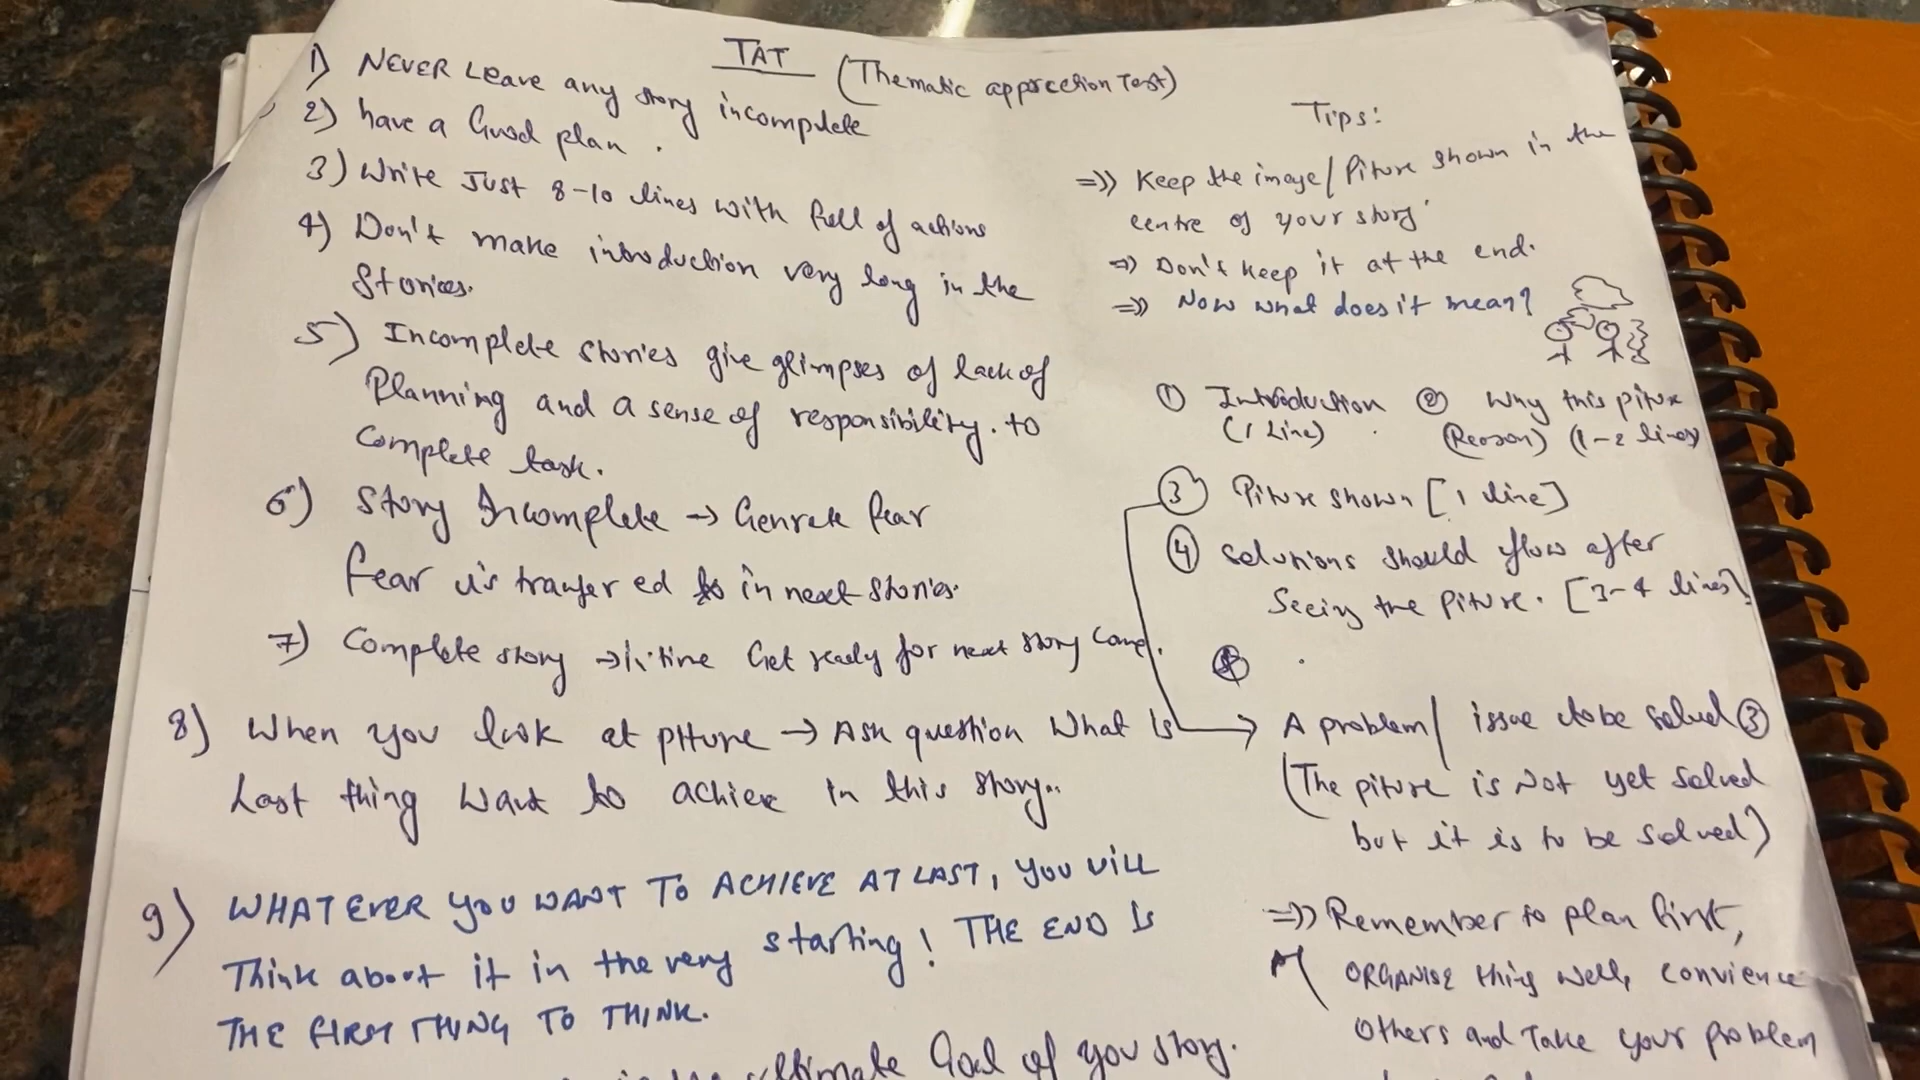 TAT (Thematic apprection Test)
1) NEVER Leave any story incomplete
2) have a Good plan.
3) Write Just 8-10 lines with full of actions
4) Don't make introduction very long in the
Stories.
5) Incomplete stories give glimpses of lack of
Planning and a sense of responsibility. to
complete task.
6) Story Incomplete → Genrate fear
fear is tranfer ed in next stories.
7) Complete story → in time Get ready for next story
8) When you look at pitture → Ask question What is
Last thing want to achieve in this story..
9) WHATEVER YOU WANT TO ACHIEVE AT LAST, YOU WILL
Think about it in the very starting! THE END IS
THE FIRST THING TO THINK.
ultimate Goal of you story.
Tips:
=>> Keep the image/Piture shown in the
centre of your story
=> Don't keep it at the end.
=>> Now what does it mean?
① Introduction ② Why this piture
(1 Line) (Reason) (1-2 lines)
③ Piture shown [1 line]
④ solutions should flow after
Seeing the piture. [3-4 lines]
→ A problem/ issue to be solved ③
(The piture is Not yet solved
but it is to be solved)
=>> Remember to plan first,
ORGANISE thing well, convience
Others and Take your problem